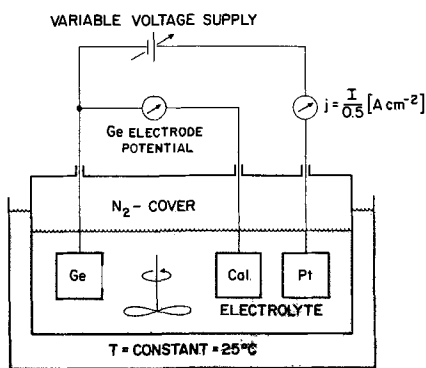 VARIABLE VOLTAGE SUPPLY
j = I/0.5 [A cm⁻²]
Ge ELECTRODE
POTENTIAL
N₂ - COVER
Ge
Cal.
Pt
ELECTROLYTE
T = CONSTANT = 25°C